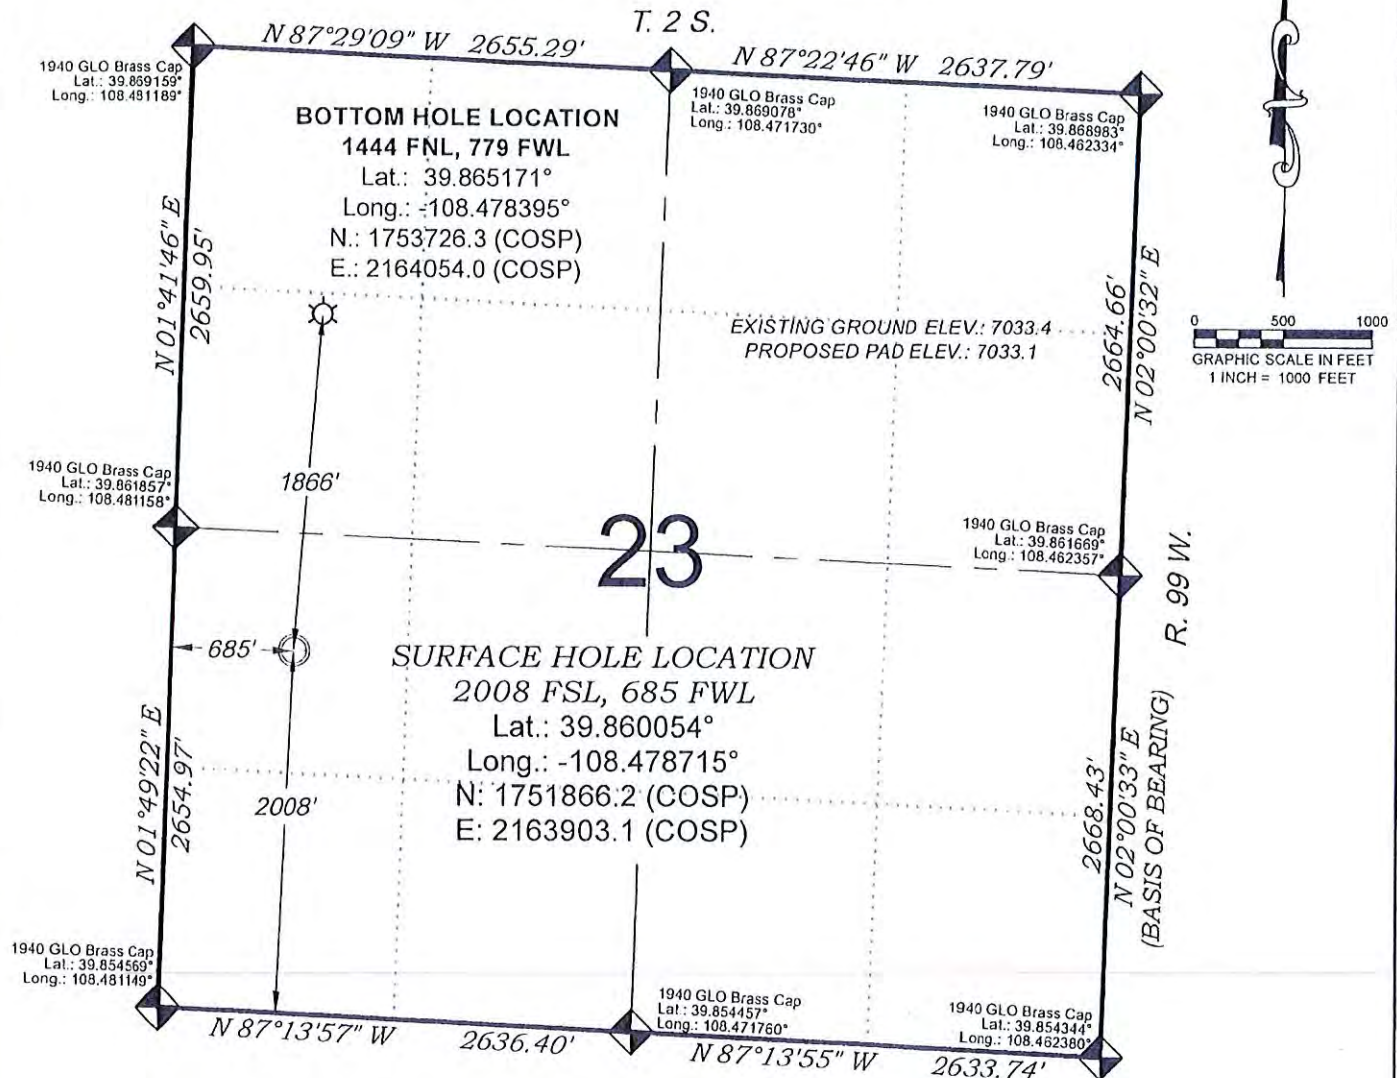 T. 2 S.
N 87°29'09" W 2655.29'
N 87°22'46" W 2637.79'
1940 GLO Brass Cap
Lat.: 39.869159°
Long.: 108.481189°
1940 GLO Brass Cap
Lat.: 39.869078°
Long.: 108.471730°
1940 GLO Brass Cap
Lat.: 39.868983°
Long.: 108.462334°
BOTTOM HOLE LOCATION
1444 FNL, 779 FWL
Lat.: 39.865171°
Long.: -108.478395°
N.: 1753726.3 (COSP)
E.: 2164054.0 (COSP)
N 01°41'46" E
2659.95'
EXISTING GROUND ELEV.: 7033.4
PROPOSED PAD ELEV.: 7033.1
2664.66'
N 02°00'32" E
0 500 1000
GRAPHIC SCALE IN FEET
1 INCH = 1000 FEET
1940 GLO Brass Cap
Lat.: 39.861857°
Long.: 108.481158°
1866'
23
1940 GLO Brass Cap
Lat.: 39.861669°
Long.: 108.462357°
R. 99 W.
685'
SURFACE HOLE LOCATION
2008 FSL, 685 FWL
Lat.: 39.860054°
Long.: -108.478715°
N: 1751866.2 (COSP)
E: 2163903.1 (COSP)
N 01°49'22" E
2654.97'
2008'
2668.43'
N 02°00'33" E
(BASIS OF BEARING)
1940 GLO Brass Cap
Lat.: 39.854569°
Long.: 108.481149°
1940 GLO Brass Cap
Lat.: 39.854457°
Long.: 108.471760°
1940 GLO Brass Cap
Lat.: 39.854344°
Long.: 108.462380°
N 87°13'57" W 2636.40'
N 87°13'55" W 2633.74'